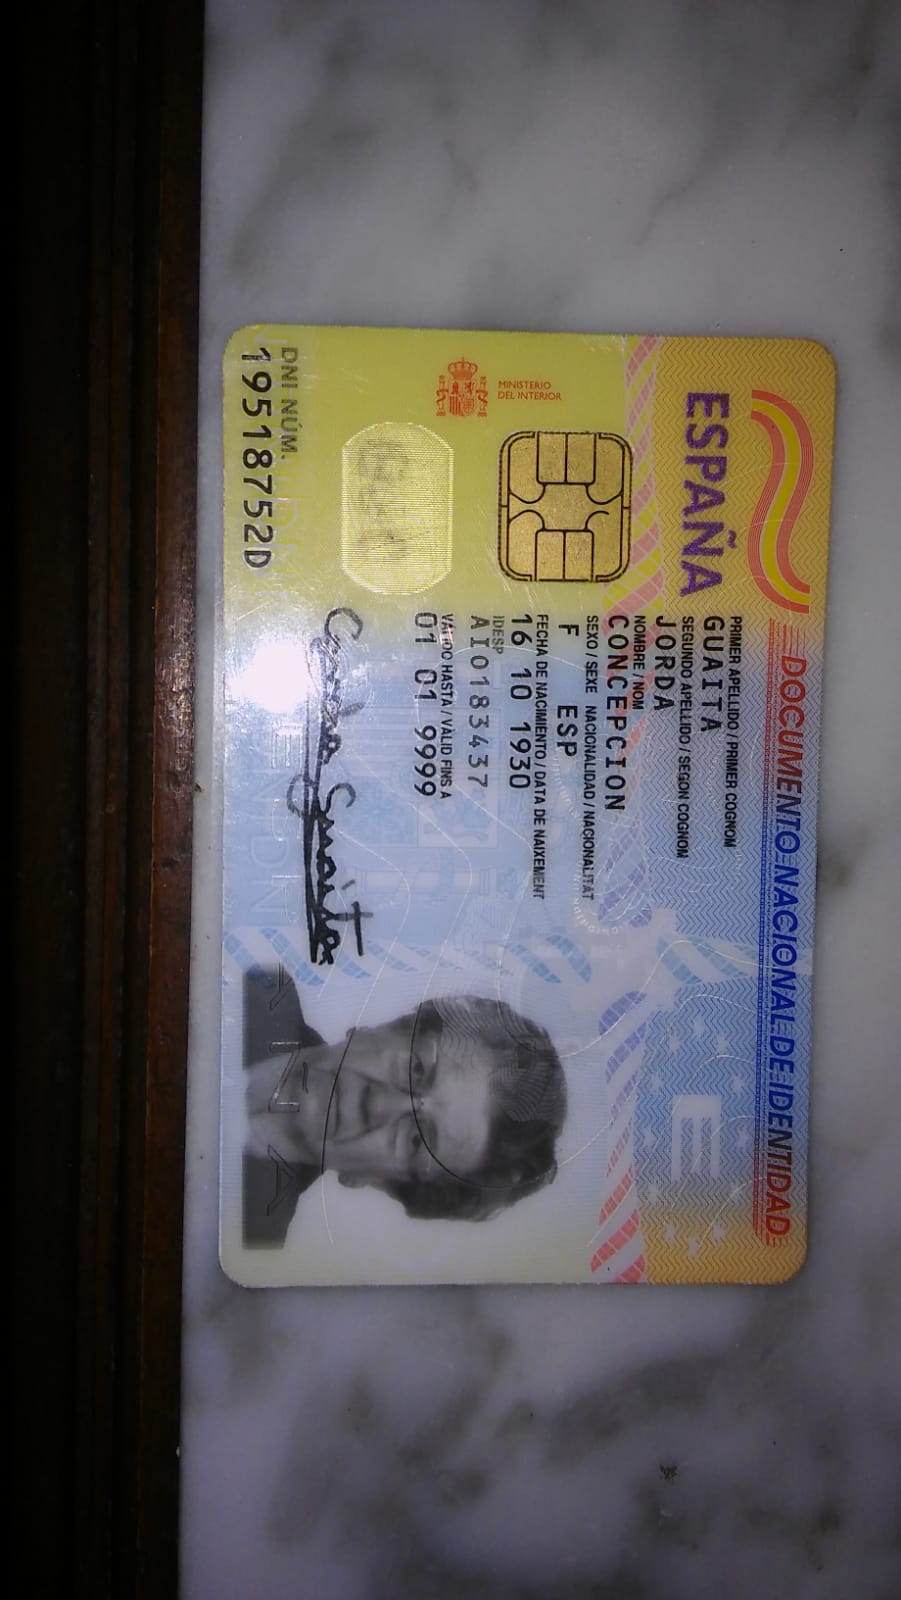 ESPAÑA
DOCUMENTO NACIONAL DE IDENTIDAD
PRIMER APELLIDO / PRIMER COGNOM
GUAITA
SEGUNDO APELLIDO / SEGON COGNOM
JORDA
NOMBRE / NOM
CONCEPCION
SEXO / SEXE NACIONALIDAD / NACIONALITAT
F ESP
FECHA DE NACIMIENTO / DATA DE NAIXEMENT
16 10 1930
IDESP
AI0183437
VÁLIDO HASTA / VÀLID FINS A
01 01 9999
MINISTERIO
DEL INTERIOR
DNI NÚM.
19518752D
E